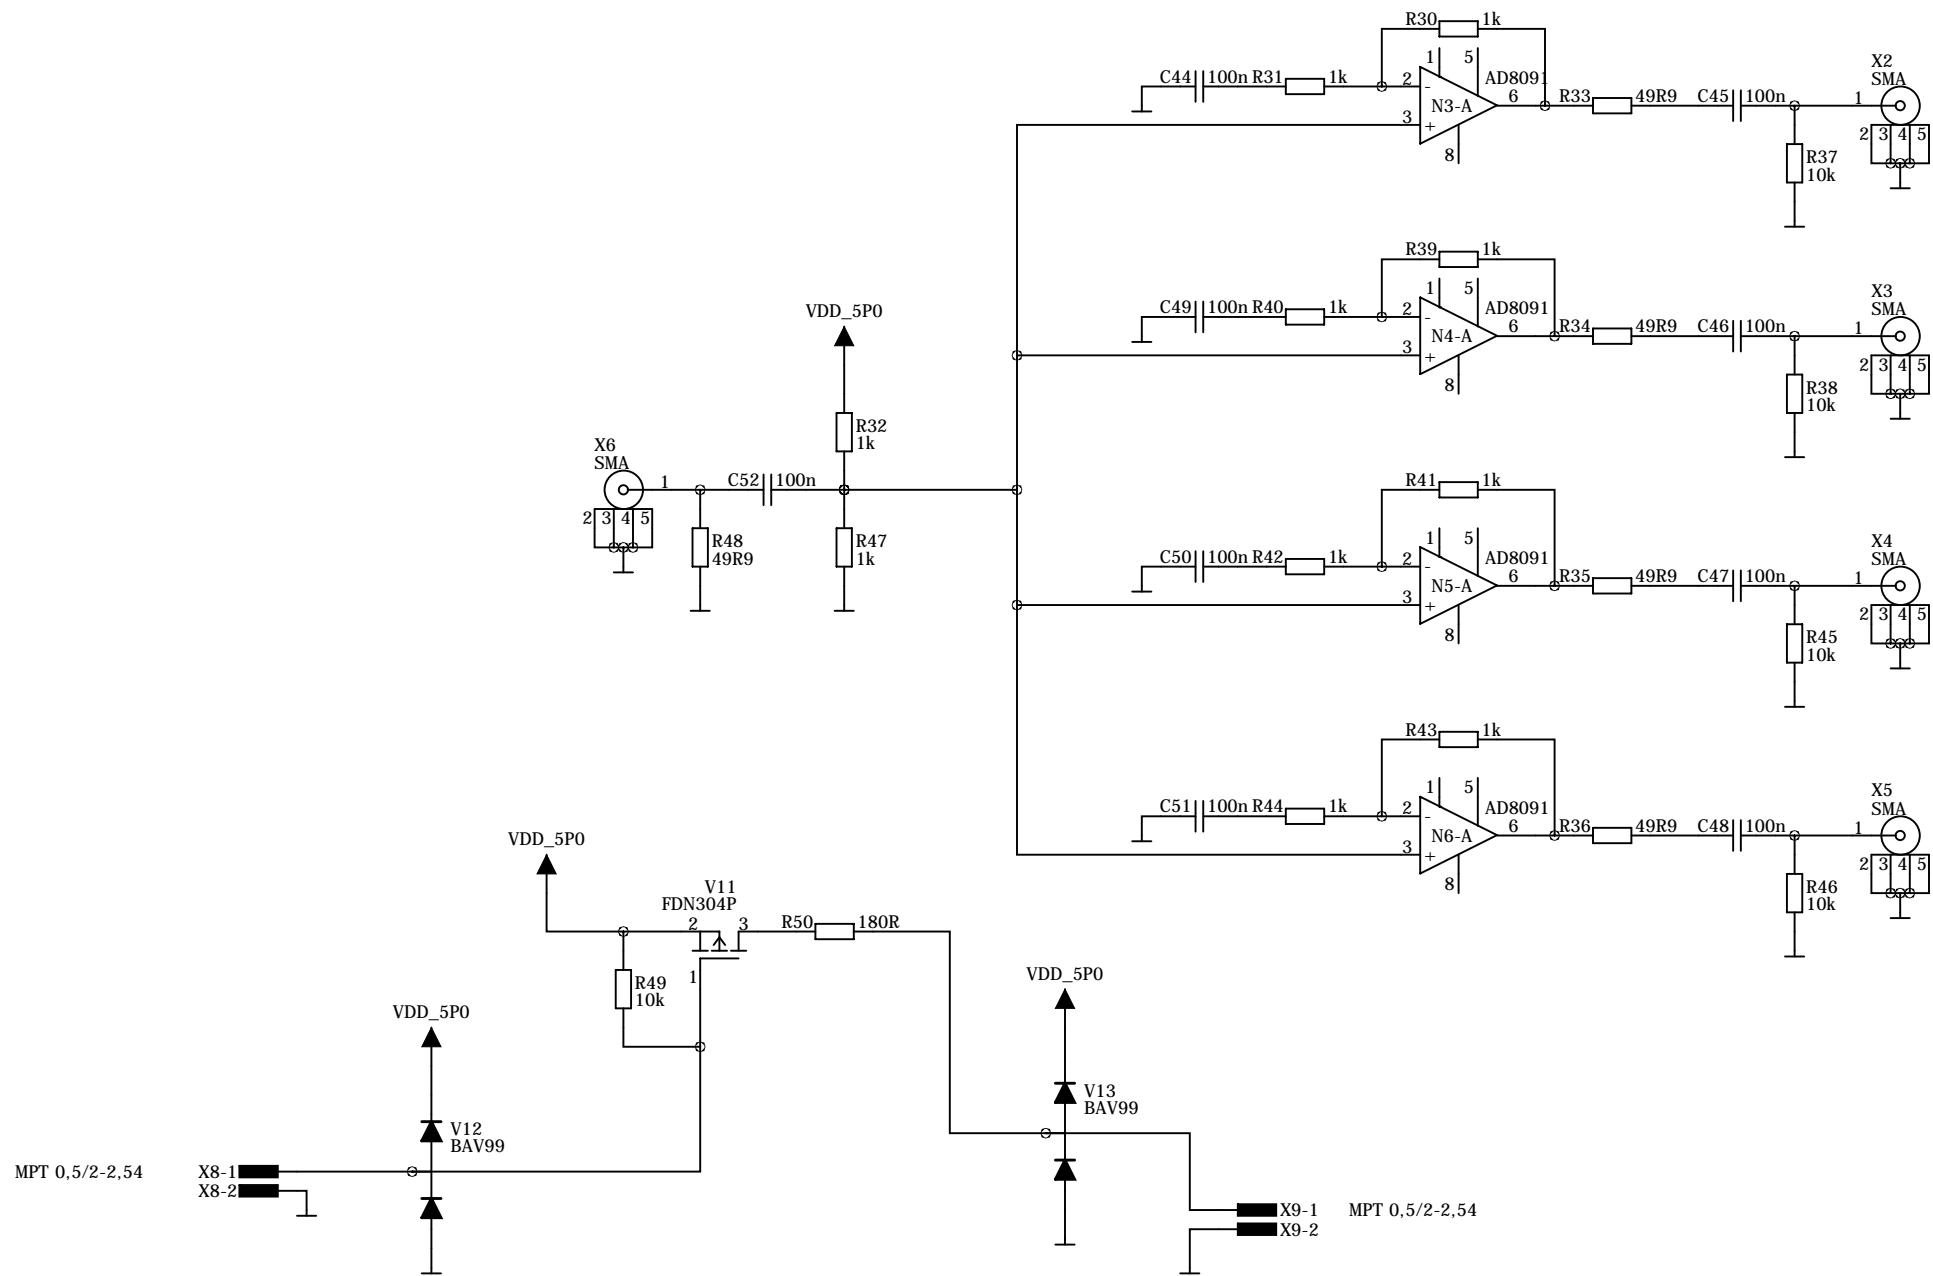 R30 1k
1 5
C44 100n R31 1k 2 - AD8091
N3-A 6 R33 49R9 C45 100n 1
3 +
8
X2
SMA
2 3 4 5
R37
10k
R39 1k
1 5
C49 100n R40 1k 2 - AD8091
N4-A 6 R34 49R9 C46 100n 1
3 +
8
X3
SMA
2 3 4 5
R38
10k
VDD_5P0
R32
1k
X6
SMA
1 C52 100n
2 3 4 5
R48
49R9
R47
1k
R41 1k
1 5
C50 100n R42 1k 2 - AD8091
N5-A 6 R35 49R9 C47 100n 1
3 +
8
X4
SMA
2 3 4 5
R45
10k
R43 1k
1 5
C51 100n R44 1k 2 - AD8091
N6-A 6 R36 49R9 C48 100n 1
3 +
8
X5
SMA
2 3 4 5
R46
10k
VDD_5P0
V11
FDN304P
2 3 R50 180R
1
R49
10k
VDD_5P0
V12
BAV99
MPT 0,5/2-2,54 X8-1
X8-2
VDD_5P0
V13
BAV99
X9-1 MPT 0,5/2-2,54
X9-2